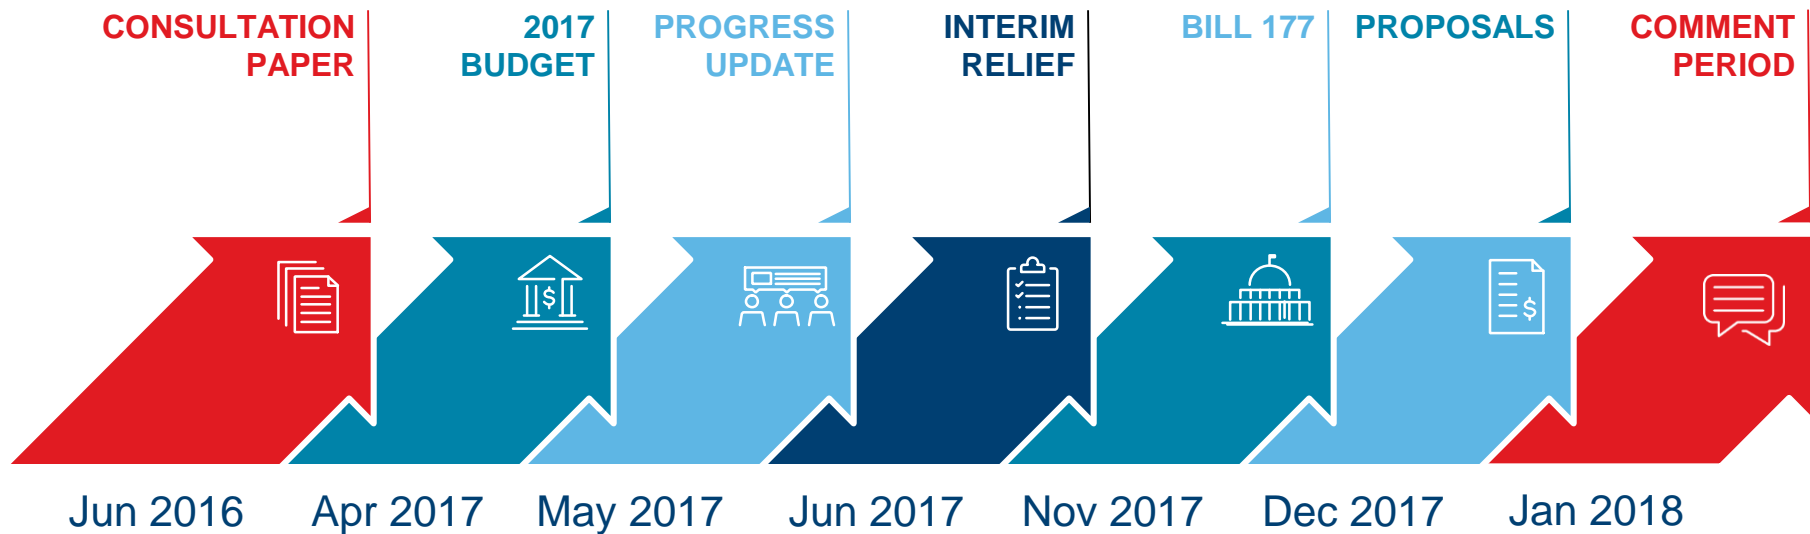 CONSULTATION
PAPER
2017
BUDGET
PROGRESS
UPDATE
INTERIM
RELIEF
BILL 177
PROPOSALS
COMMENT
PERIOD
$
$
Jun 2016
Apr 2017
May 2017
Jun 2017
Nov 2017
Dec 2017
Jan 2018